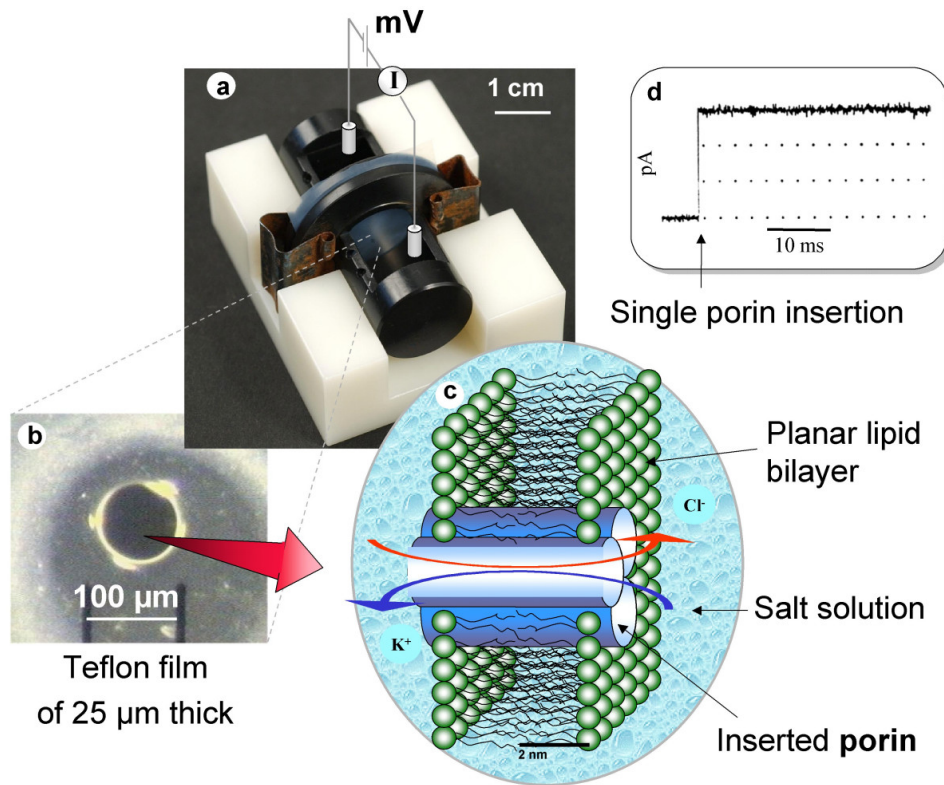 mV
I
a
1 cm
d
pA
10 ms
Single porin insertion
b
100 µm
Teflon film
of 25 µm thick
c
Planar lipid
bilayer
Cl-
Salt solution
K+
Inserted porin
2 nm